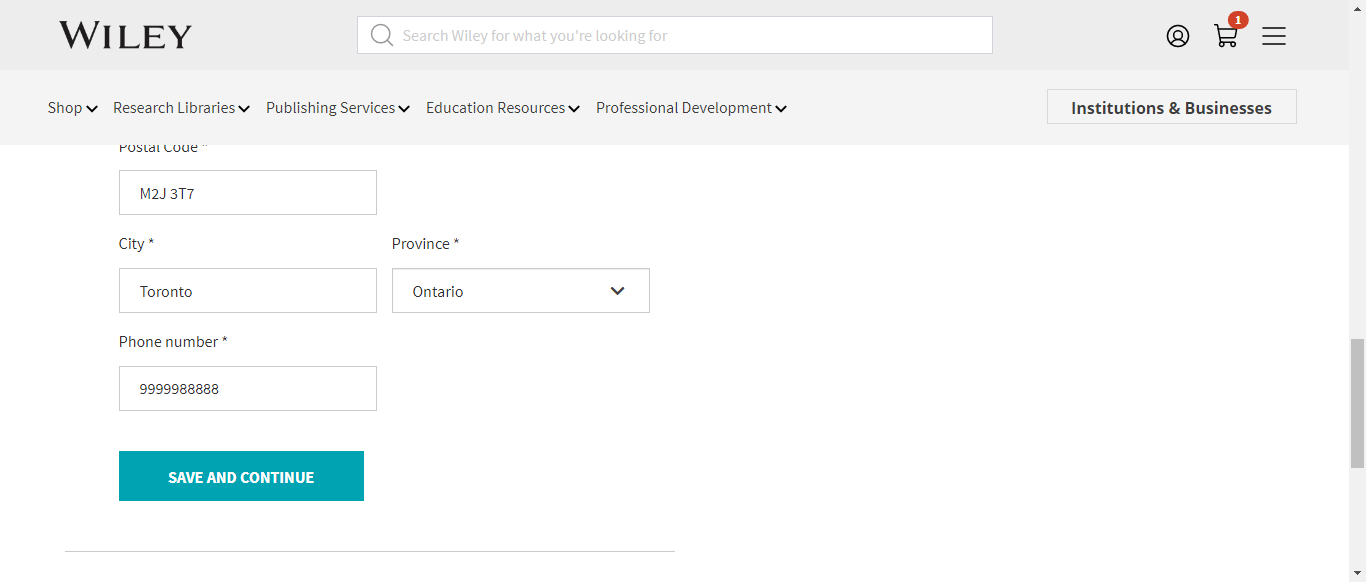 WILEY
Search Wiley for what you're looking for
1
Shop Research Libraries Publishing Services Education Resources Professional Development Institutions & Businesses
Postal Code *
M2J 3T7
City * Province *
Toronto Ontario
Phone number *
9999988888
SAVE AND CONTINUE